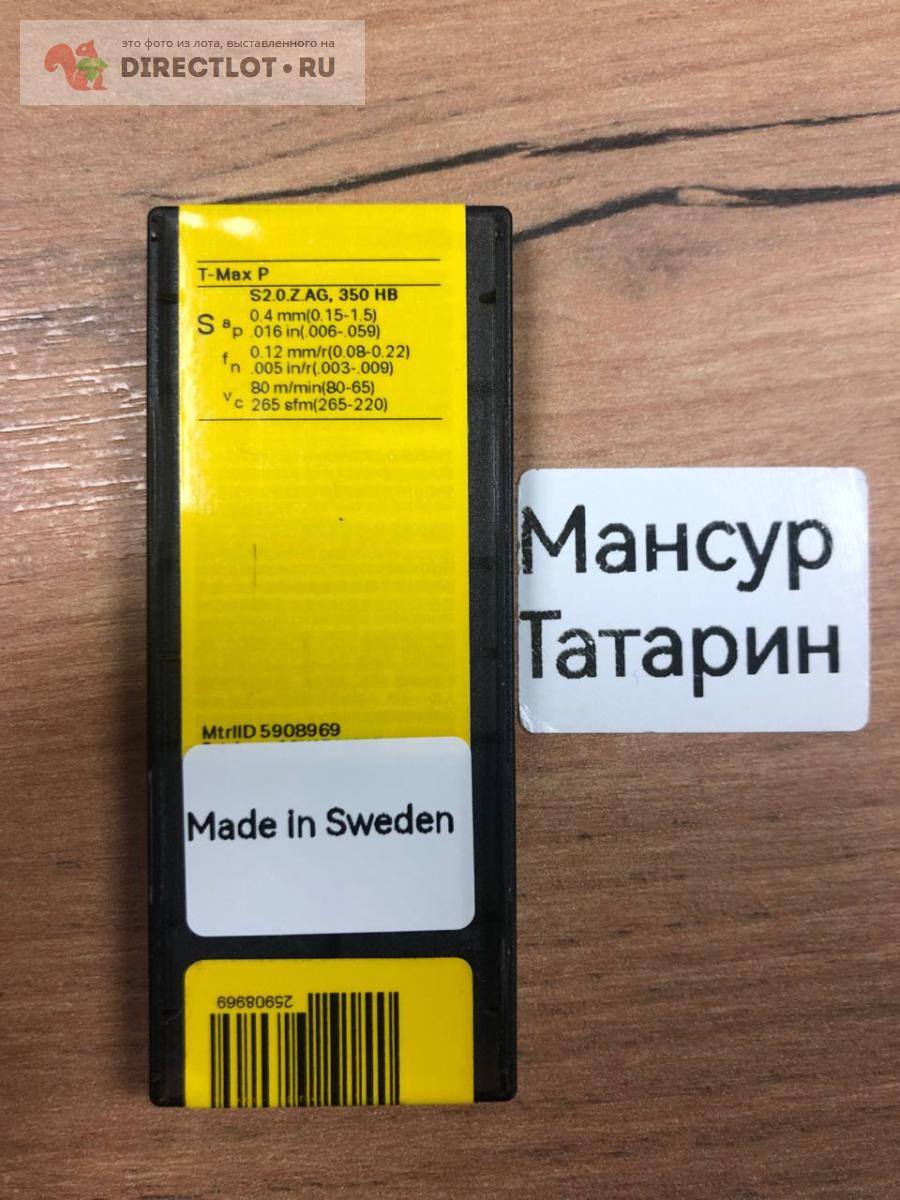 это фото из лота, выставленного на
DIRECTLOT•RU
T-Max P
S2.0.Z.AG, 350 HB
S ap 0.4 mm(0.15-1.5)
.016 in(.006-.059)
fn 0.12 mm/r(0.08-0.22)
.005 in/r(.003-.009)
vc 80 m/min(80-65)
265 sfm(265-220)
Мансур
Татарин
MtrlID 5908969
Made in Sweden
25908969